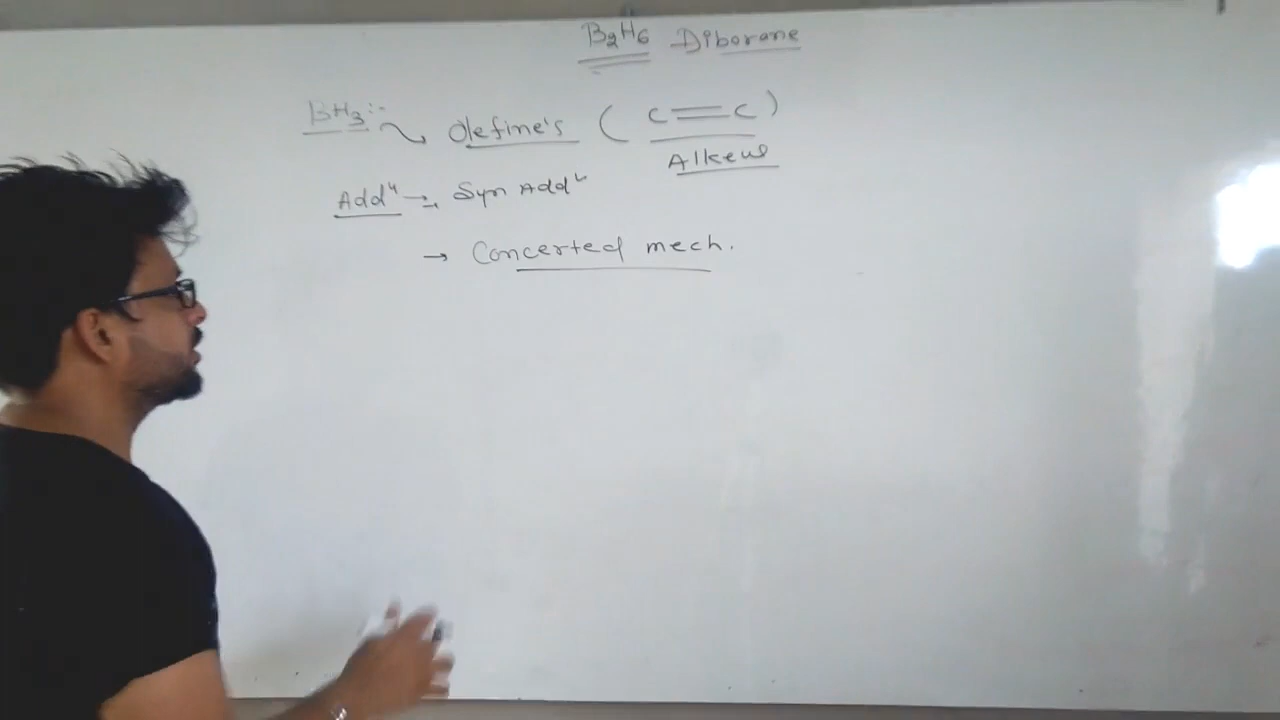 B2H6 Diborane
BH3:- Olefine's ( C=C )
Alkene
Addⁿ → Syn Addⁿ
→ Concerted mech.